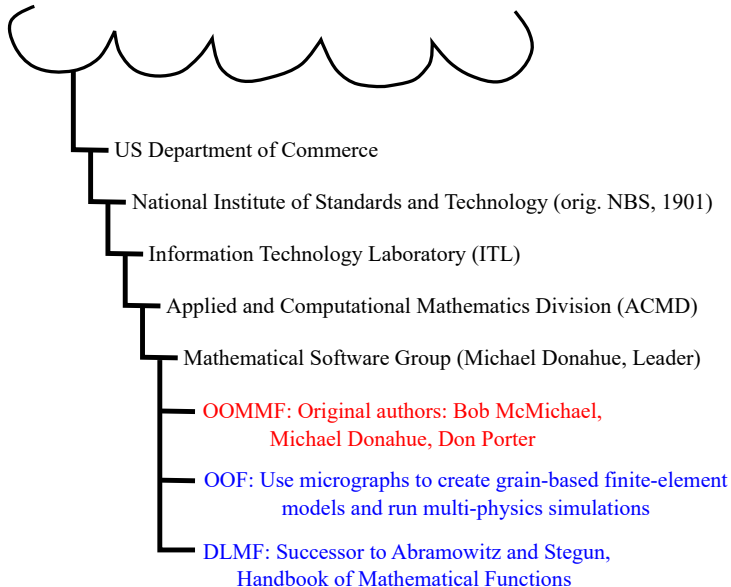 US Department of Commerce
National Institute of Standards and Technology (orig. NBS, 1901)
Information Technology Laboratory (ITL)
Applied and Computational Mathematics Division (ACMD)
Mathematical Software Group (Michael Donahue, Leader)
OOMMF: Original authors: Bob McMichael,
Michael Donahue, Don Porter
OOF: Use micrographs to create grain-based finite-element
models and run multi-physics simulations
DLMF: Successor to Abramowitz and Stegun,
Handbook of Mathematical Functions